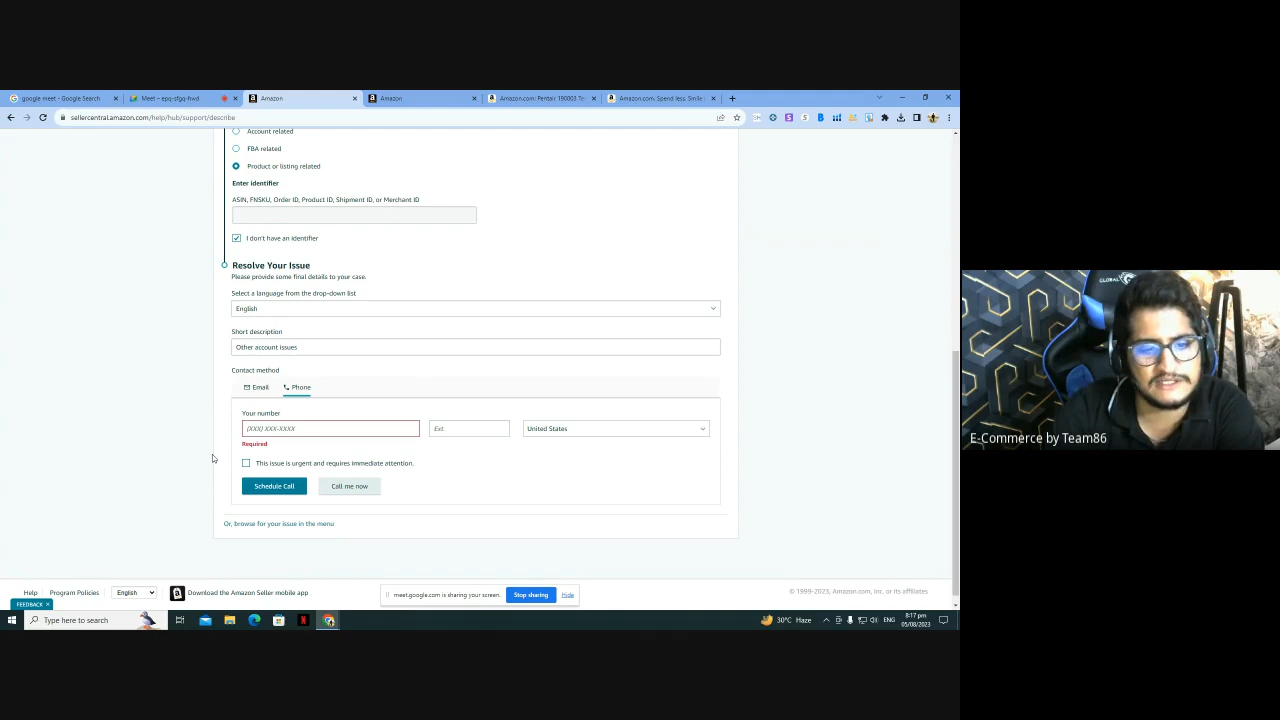 google meet - Google Search
Meet – epq-sfgq-hwd
Amazon
Amazon
Amazon.com: Pentair 190003 Te
Amazon.com. Spend less. Smile
sellercentral.amazon.com/help/hub/support/describe
Account related
FBA related
Product or listing related
Enter identifier
ASIN, FNSKU, Order ID, Product ID, Shipment ID, or Merchant ID
I don't have an identifier
Resolve Your Issue
Please provide some final details to your case.
Select a language from the drop-down list
English
Short description
Other account issues
Contact method
Email
Phone
Your number
(XXX) XXX-XXXX
Ext
United States
Required
This issue is urgent and requires immediate attention.
Schedule Call
Call me now
Or, browse for your issue in the menu
Help
Program Policies
English
Download the Amazon Seller mobile app
meet.google.com is sharing your screen.
Stop sharing
Hide
© 1999-2023, Amazon.com, Inc. or its affiliates
FEEDBACK
Type here to search
30°C Haze
ENG
8:17 pm
05/08/2023
GLOBAL
E-Commerce by Team86